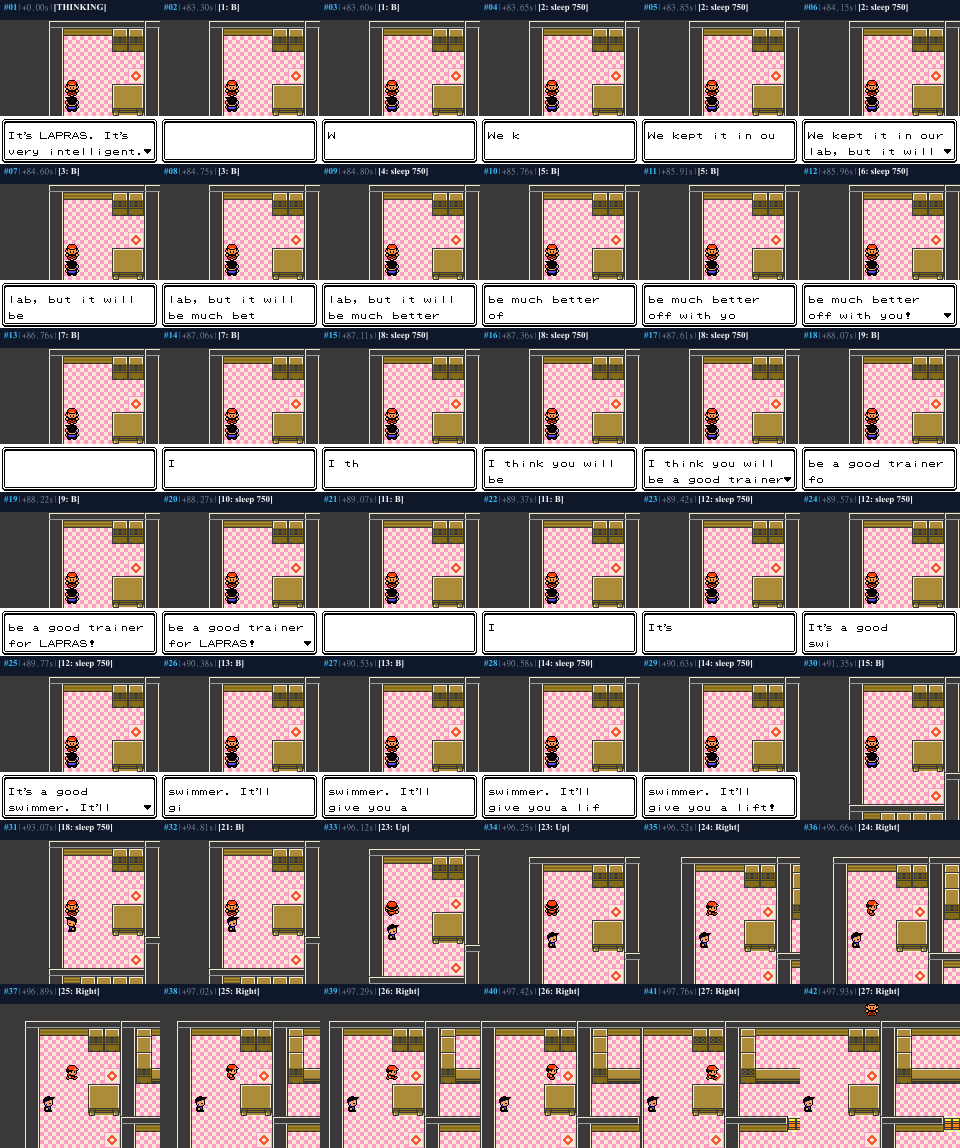 #01 | +0.00s | [THINKING]
It's LAPRAS. It's
very intelligent.
#02 | +83.30s | [1: B]
#03 | +83.60s | [1: B]
W
#04 | +83.65s | [2: sleep 750]
We k
#05 | +83.85s | [2: sleep 750]
We kept it in ou
#06 | +84.15s | [2: sleep 750]
We kept it in our
lab, but it will
#07 | +84.60s | [3: B]
lab, but it will
be
#08 | +84.75s | [3: B]
lab, but it will
be much bet
#09 | +84.80s | [4: sleep 750]
lab, but it will
be much better
#10 | +85.76s | [5: B]
be much better
of
#11 | +85.91s | [5: B]
be much better
off with yo
#12 | +85.96s | [6: sleep 750]
be much better
off with you!
#13 | +86.76s | [7: B]
#14 | +87.06s | [7: B]
I
#15 | +87.11s | [8: sleep 750]
I th
#16 | +87.36s | [8: sleep 750]
I think you will
be
#17 | +87.61s | [8: sleep 750]
I think you will
be a good trainer
#18 | +88.07s | [9: B]
be a good trainer
fo
#19 | +88.22s | [9: B]
be a good trainer
for LAPRAS!
#20 | +88.27s | [10: sleep 750]
be a good trainer
for LAPRAS!
#21 | +89.07s | [11: B]
#22 | +89.37s | [11: B]
I
#23 | +89.42s | [12: sleep 750]
It's
#24 | +89.57s | [12: sleep 750]
It's a good
swi
#25 | +89.77s | [12: sleep 750]
It's a good
swimmer. It'll
#26 | +90.38s | [13: B]
swimmer. It'll
gi
#27 | +90.53s | [13: B]
swimmer. It'll
give you a
#28 | +90.58s | [14: sleep 750]
swimmer. It'll
give you a lif
#29 | +90.63s | [14: sleep 750]
swimmer. It'll
give you a lift!
#30 | +91.35s | [15: B]
#31 | +93.07s | [18: sleep 750]
#32 | +94.81s | [21: B]
#33 | +96.12s | [23: Up]
#34 | +96.25s | [23: Up]
#35 | +96.52s | [24: Right]
#36 | +96.66s | [24: Right]
#37 | +96.89s | [25: Right]
#38 | +97.02s | [25: Right]
#39 | +97.29s | [26: Right]
#40 | +97.42s | [26: Right]
#41 | +97.76s | [27: Right]
#42 | +97.93s | [27: Right]